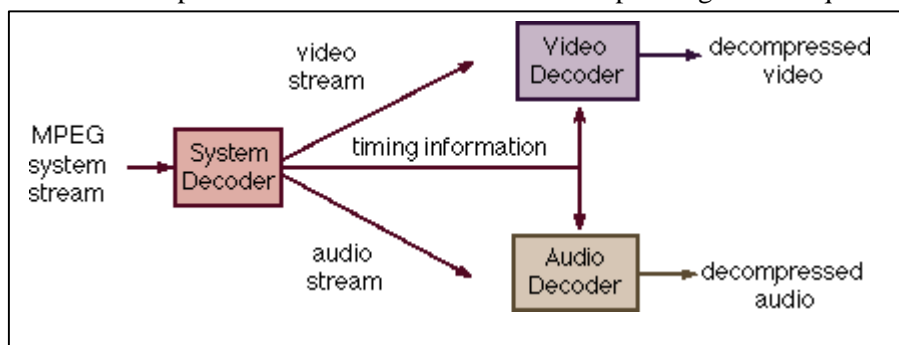 MPEG
system
stream
System
Decoder
video
stream
timing information
audio
stream
Video
Decoder
decompressed
video
Audio
Decoder
decompressed
audio